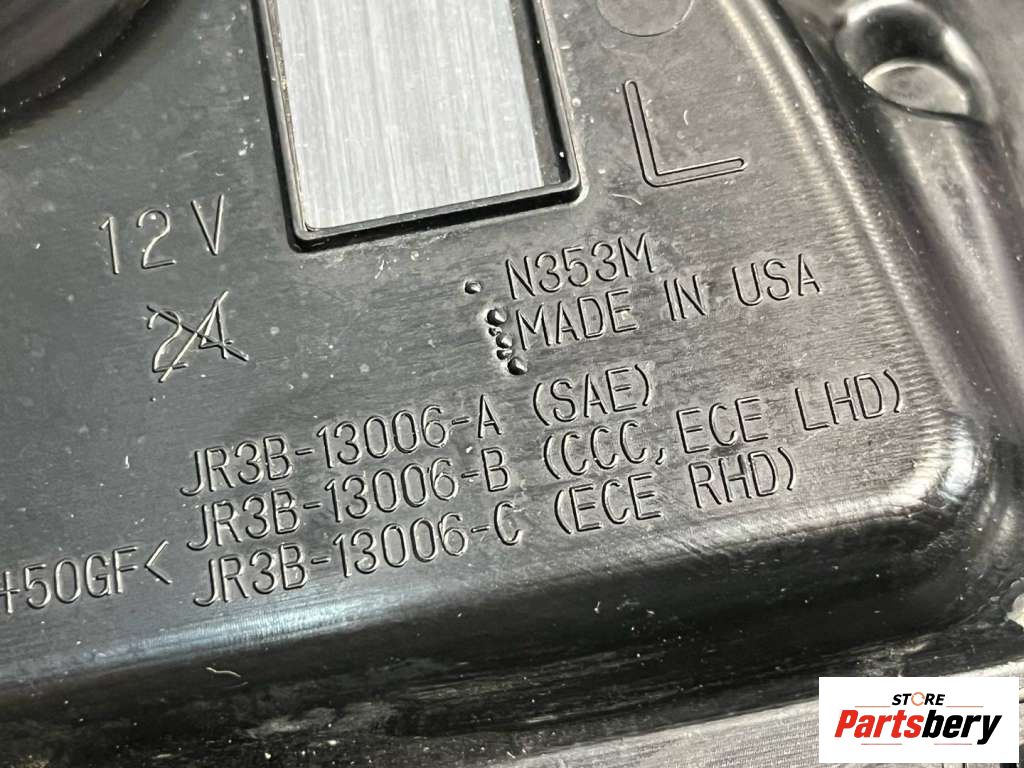 L
12V
24
N353M
MADE IN USA
JR3B-13006-A (SAE)
JR3B-13006-B (CCC, ECE LHD)
JR3B-13006-C (ECE RHD)
+50GF<
STORE
Partsbery